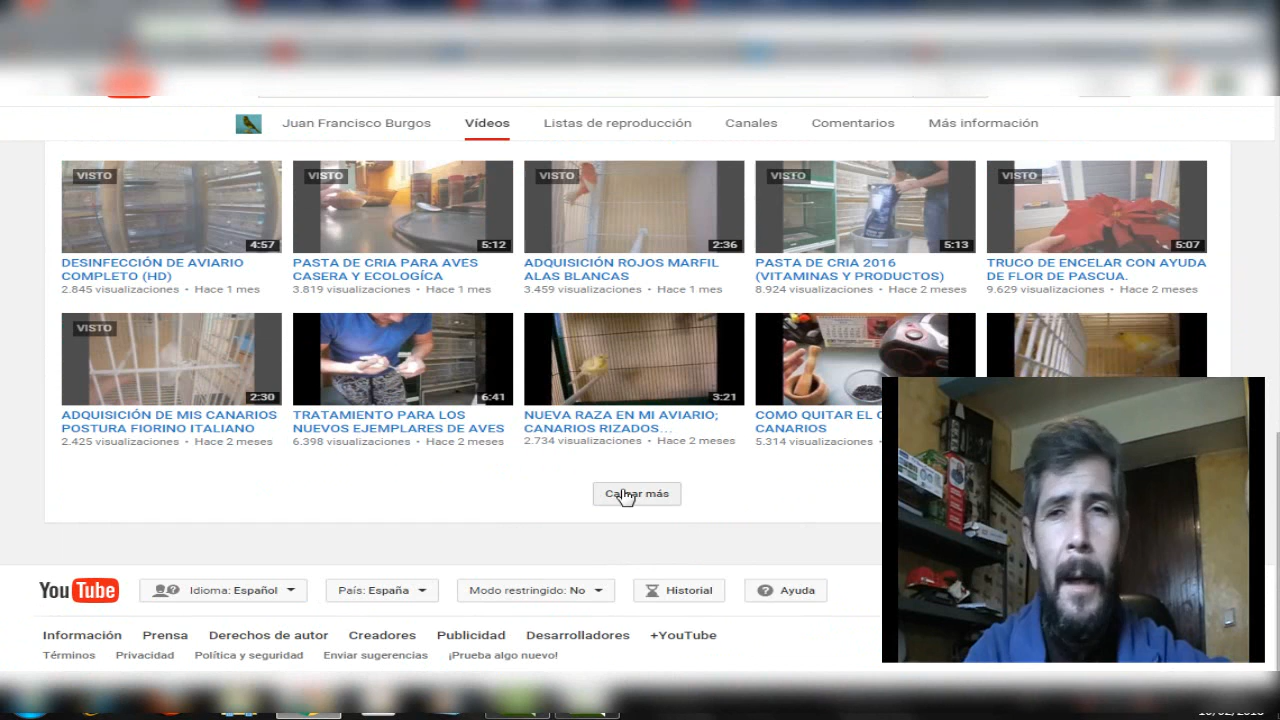 Juan Francisco Burgos Vídeos Listas de reproducción Canales Comentarios Más información
VISTO VISTO VISTO VISTO VISTO
4:57 5:12 2:36 5:13 5:07
DESINFECCIÓN DE AVIARIO COMPLETO (HD)
2.845 visualizaciones • Hace 1 mes
PASTA DE CRIA PARA AVES CASERA Y ECOLOGÍCA
3.819 visualizaciones • Hace 1 mes
ADQUISICIÓN ROJOS MARFIL ALAS BLANCAS
3.459 visualizaciones • Hace 1 mes
PASTA DE CRIA 2016 (VITAMINAS Y PRODUCTOS)
8.924 visualizaciones • Hace 2 meses
TRUCO DE ENCELAR CON AYUDA DE FLOR DE PASCUA.
9.629 visualizaciones • Hace 2 meses
VISTO
2:30 6:41 3:21
ADQUISICIÓN DE MIS CANARIOS POSTURA FIORINO ITALIANO
2.425 visualizaciones • Hace 2 meses
TRATAMIENTO PARA LOS NUEVOS EJEMPLARES DE AVES
6.398 visualizaciones • Hace 2 meses
NUEVA RAZA EN MI AVIARIO; CANARIOS RIZADOS...
2.734 visualizaciones • Hace 2 meses
COMO QUITAR EL
CANARIOS
5.314 visualizaciones
más
YouTube Idioma: Español País: España Modo restringido: No Historial Ayuda
Información Prensa Derechos de autor Creadores Publicidad Desarrolladores +YouTube
Términos Privacidad Política y seguridad Enviar sugerencias ¡Prueba algo nuevo!